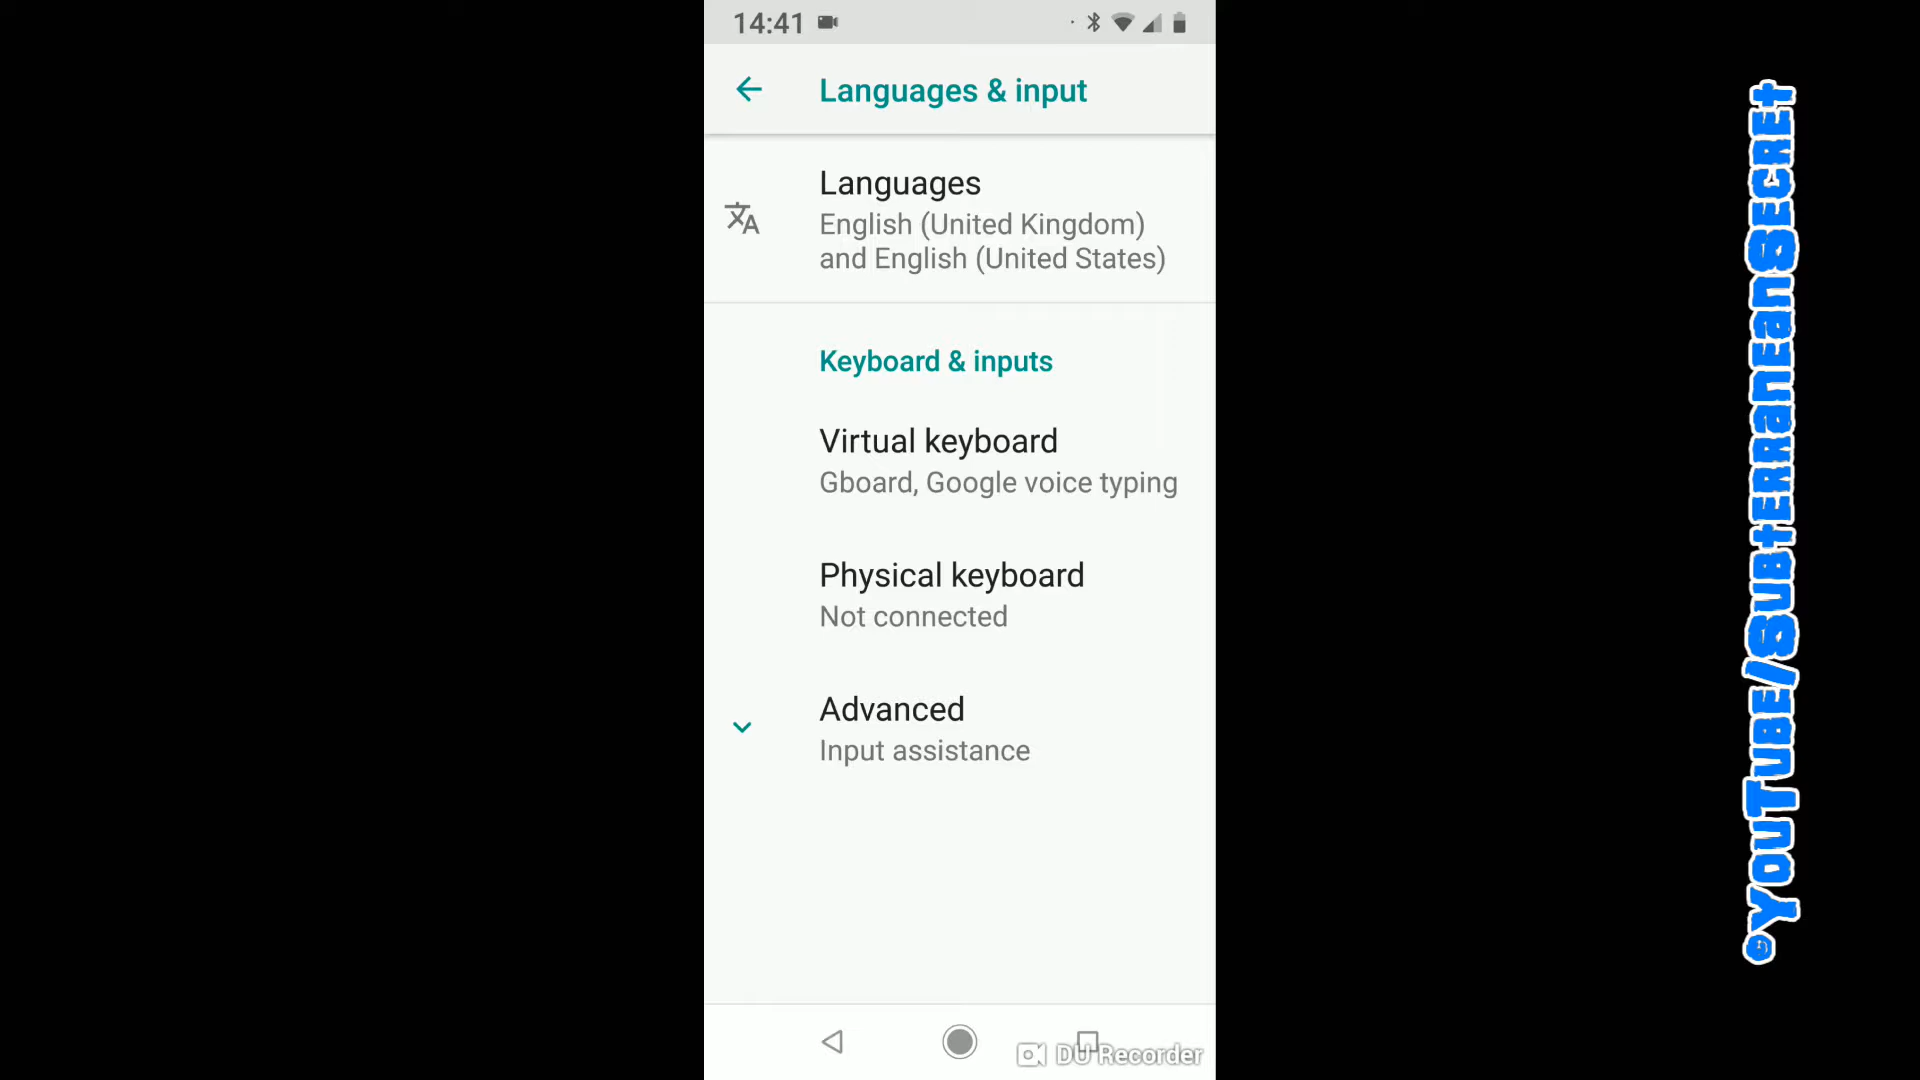 14:41
Languages & input
Languages
English (United Kingdom)
and English (United States)
Keyboard & inputs
Virtual keyboard
Gboard, Google voice typing
Physical keyboard
Not connected
Advanced
Input assistance
DU Recorder
©YouTube/SubterraneanSecret